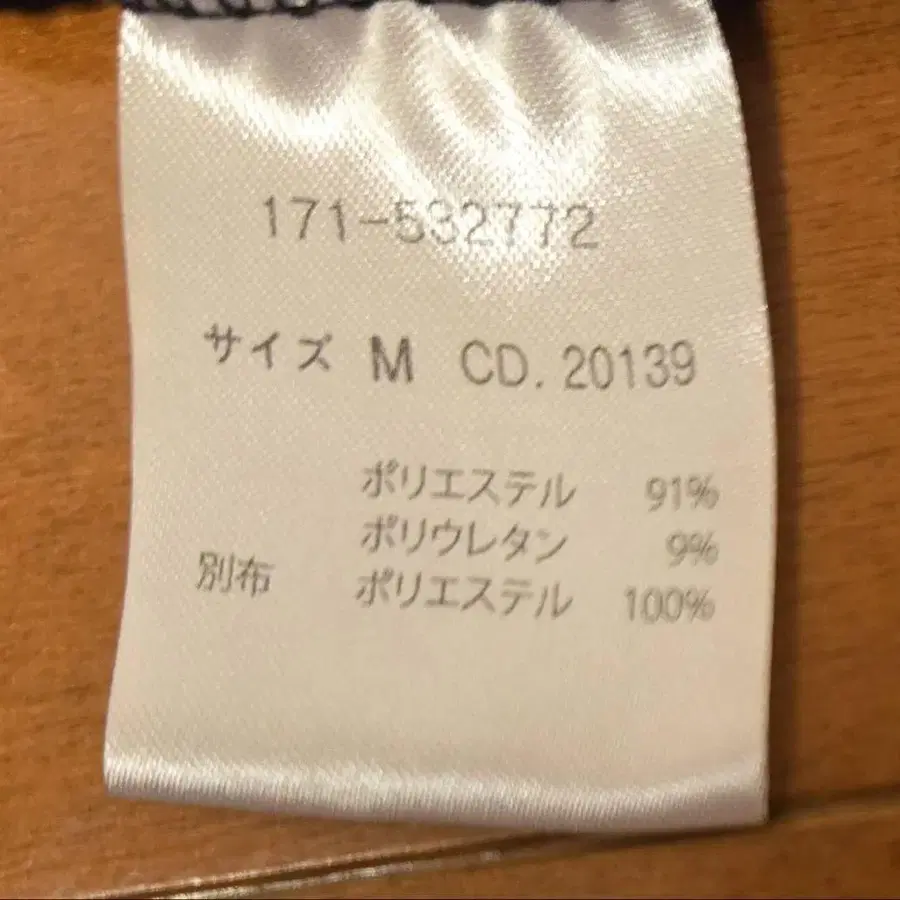 171-532772
サイズ M CD. 20139
ポリエステル 91%
ポリウレタン 9%
別布 ポリエステル 100%